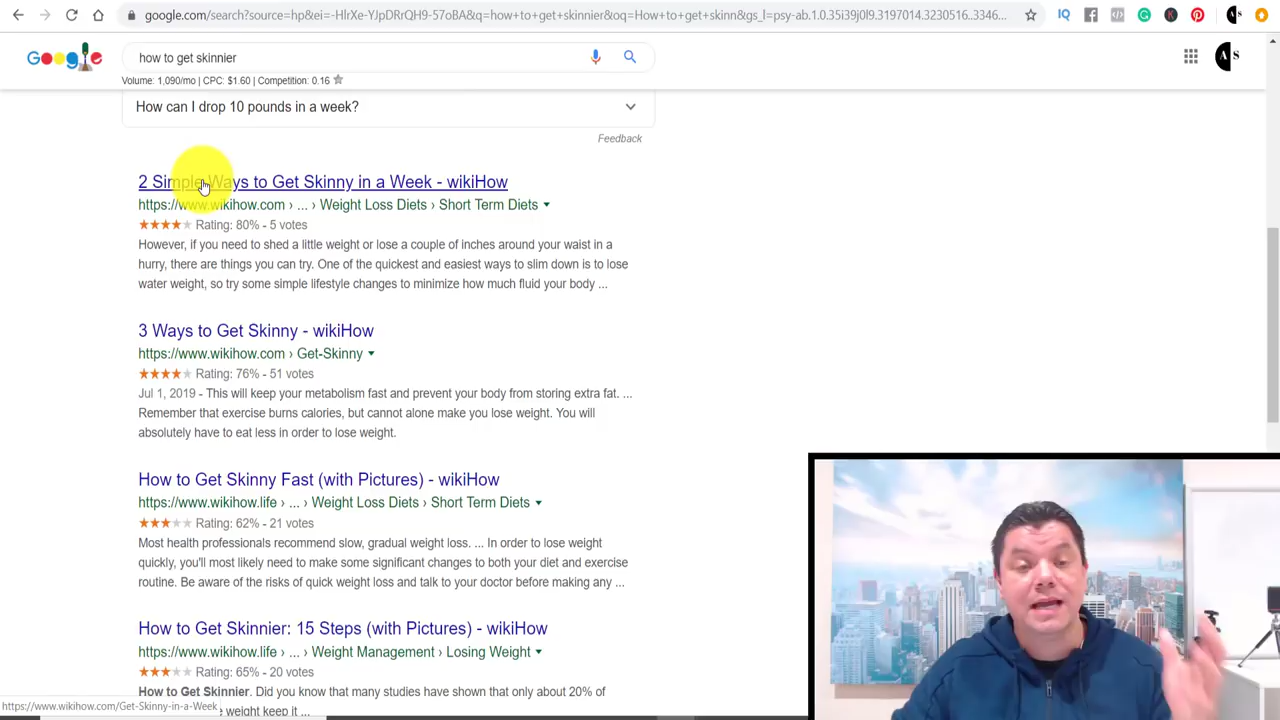 google.com/search?source=hp&ei=-HlrXe-YJpDRrQH9-57oBA&q=how+to+get+skinnier&oq=How+to+get+skinn&gs_l=psy-ab.1.0.35i39j0l9.3197014.3230516..3346...
Google
how to get skinnier
Volume: 1,090/mo | CPC: $1.60 | Competition: 0.16
How can I drop 10 pounds in a week?
Feedback
2 Simple Ways to Get Skinny in a Week - wikiHow
https://www.wikihow.com › ... › Weight Loss Diets › Short Term Diets
Rating: 80% - 5 votes
However, if you need to shed a little weight or lose a couple of inches around your waist in a
hurry, there are things you can try. One of the quickest and easiest ways to slim down is to lose
water weight, so try some simple lifestyle changes to minimize how much fluid your body ...
3 Ways to Get Skinny - wikiHow
https://www.wikihow.com › Get-Skinny
Rating: 76% - 51 votes
Jul 1, 2019 - This will keep your metabolism fast and prevent your body from storing extra fat. ...
Remember that exercise burns calories, but cannot alone make you lose weight. You will
absolutely have to eat less in order to lose weight.
How to Get Skinny Fast (with Pictures) - wikiHow
https://www.wikihow.life › ... › Weight Loss Diets › Short Term Diets
Rating: 62% - 21 votes
Most health professionals recommend slow, gradual weight loss. ... In order to lose weight
quickly, you'll most likely need to make some significant changes to both your diet and exercise
routine. Be aware of the risks of quick weight loss and talk to your doctor before making any ...
How to Get Skinnier: 15 Steps (with Pictures) - wikiHow
https://www.wikihow.life › ... › Weight Management › Losing Weight
Rating: 65% - 20 votes
How to Get Skinnier. Did you know that many studies have shown that only about 20% of
https://www.wikihow.com/Get-Skinny-in-a-Week
weight keep it ...